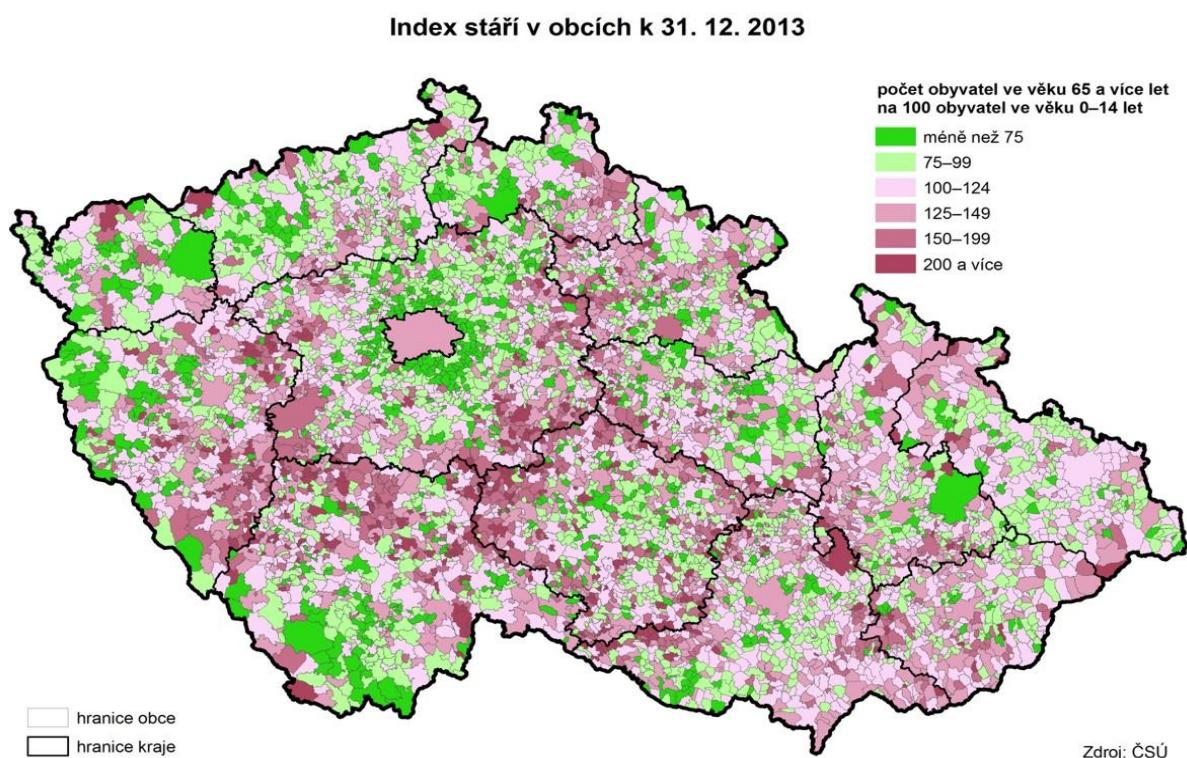 Index stáří v obcích k 31. 12. 2013
počet obyvatel ve věku 65 a více let
na 100 obyvatel ve věku 0–14 let
méně než 75
75–99
100–124
125–149
150–199
200 a více
hranice obce
hranice kraje
Zdroj: ČSÚ